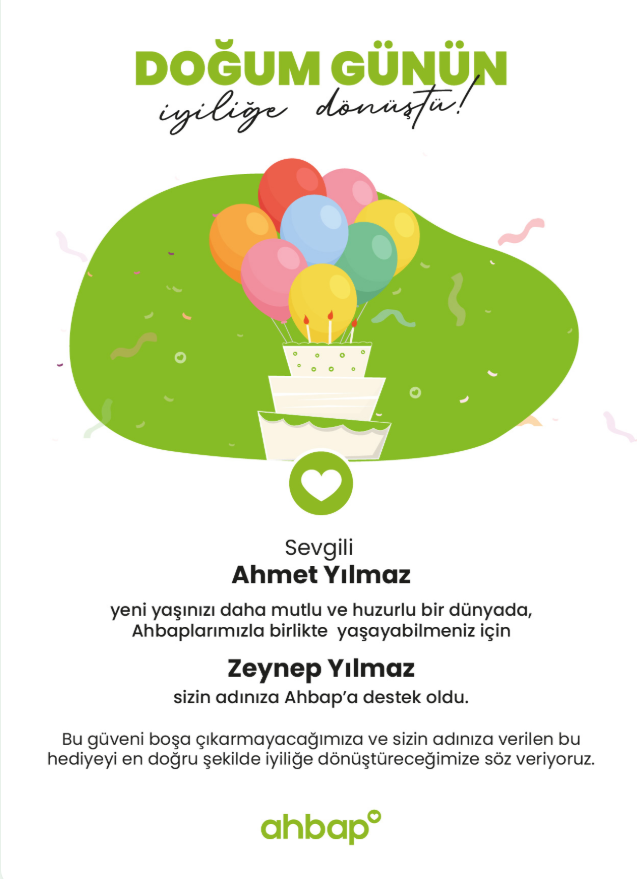 DOĞUM GÜNÜN
iyiliğe dönüştü!
Sevgili
Ahmet Yılmaz
yeni yaşınızı daha mutlu ve huzurlu bir dünyada,
Ahbaplarımızla birlikte yaşayabilmeniz için
Zeynep Yılmaz
sizin adınıza Ahbap’a destek oldu.
Bu güveni boşa çıkarmayacağımıza ve sizin adınıza verilen bu
hediyeyi en doğru şekilde iyiliğe dönüştüreceğimize söz veriyoruz.
ahbap